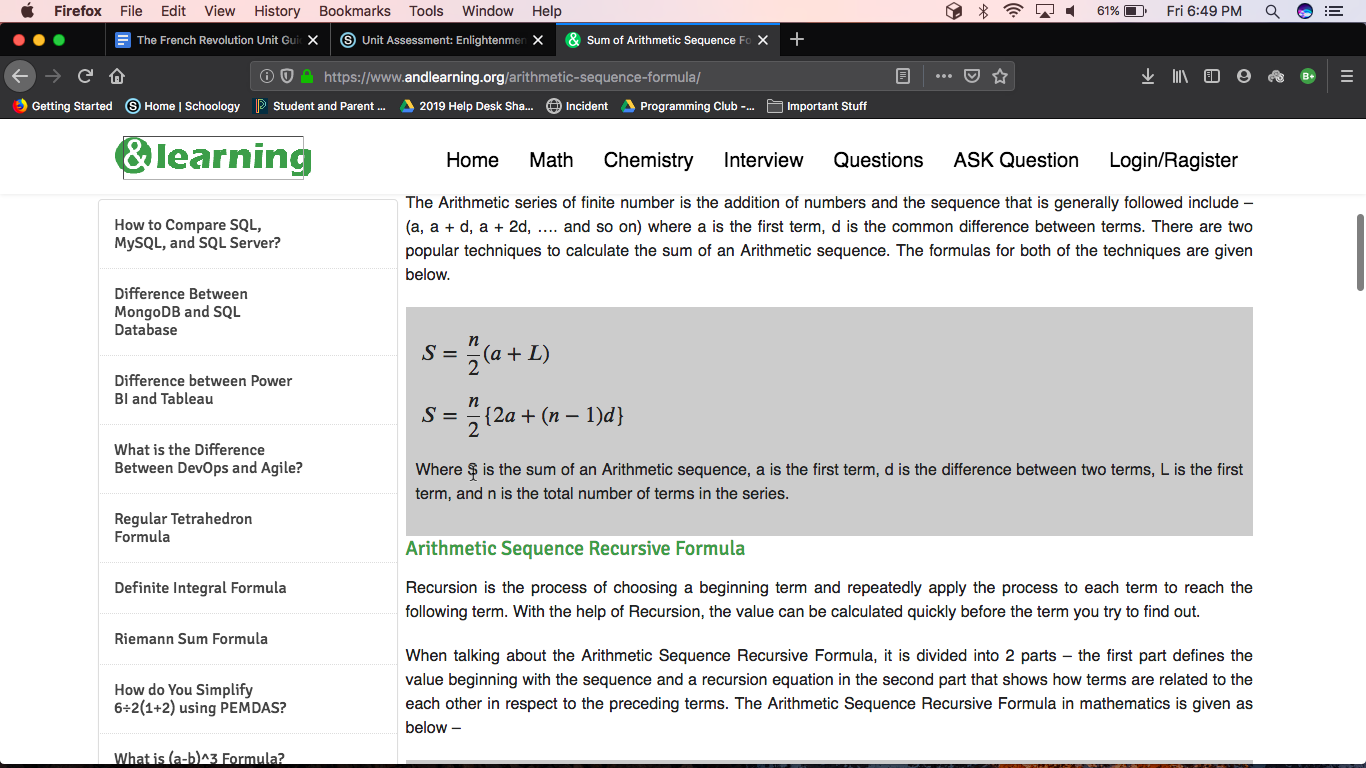 Firefox File Edit View History Bookmarks Tools Window Help 61% Fri 6:49 PM
The French Revolution Unit Gui
Unit Assessment: Enlightenmen
Sum of Arithmetic Sequence Fo
https://www.andlearning.org/arithmetic-sequence-formula/
Getting Started Home | Schoology Student and Parent ... 2019 Help Desk Sha... Incident Programming Club -... Important Stuff
&learning
Home Math Chemistry Interview Questions ASK Question Login/Ragister
How to Compare SQL,
MySQL, and SQL Server?
Difference Between
MongoDB and SQL
Database
Difference between Power
BI and Tableau
What is the Difference
Between DevOps and Agile?
Regular Tetrahedron
Formula
Definite Integral Formula
Riemann Sum Formula
How do You Simplify
6÷2(1+2) using PEMDAS?
What is (a-b)^3 Formula?
The Arithmetic series of finite number is the addition of numbers and the sequence that is generally followed include –
(a, a + d, a + 2d, …. and so on) where a is the first term, d is the common difference between terms. There are two
popular techniques to calculate the sum of an Arithmetic sequence. The formulas for both of the techniques are given
below.
S = n/2(a + L)
S = n/2{2a + (n − 1)d}
Where S is the sum of an Arithmetic sequence, a is the first term, d is the difference between two terms, L is the first
term, and n is the total number of terms in the series.
Arithmetic Sequence Recursive Formula
Recursion is the process of choosing a beginning term and repeatedly apply the process to each term to reach the
following term. With the help of Recursion, the value can be calculated quickly before the term you try to find out.
When talking about the Arithmetic Sequence Recursive Formula, it is divided into 2 parts – the first part defines the
value beginning with the sequence and a recursion equation in the second part that shows how terms are related to the
each other in respect to the preceding terms. The Arithmetic Sequence Recursive Formula in mathematics is given as
below –